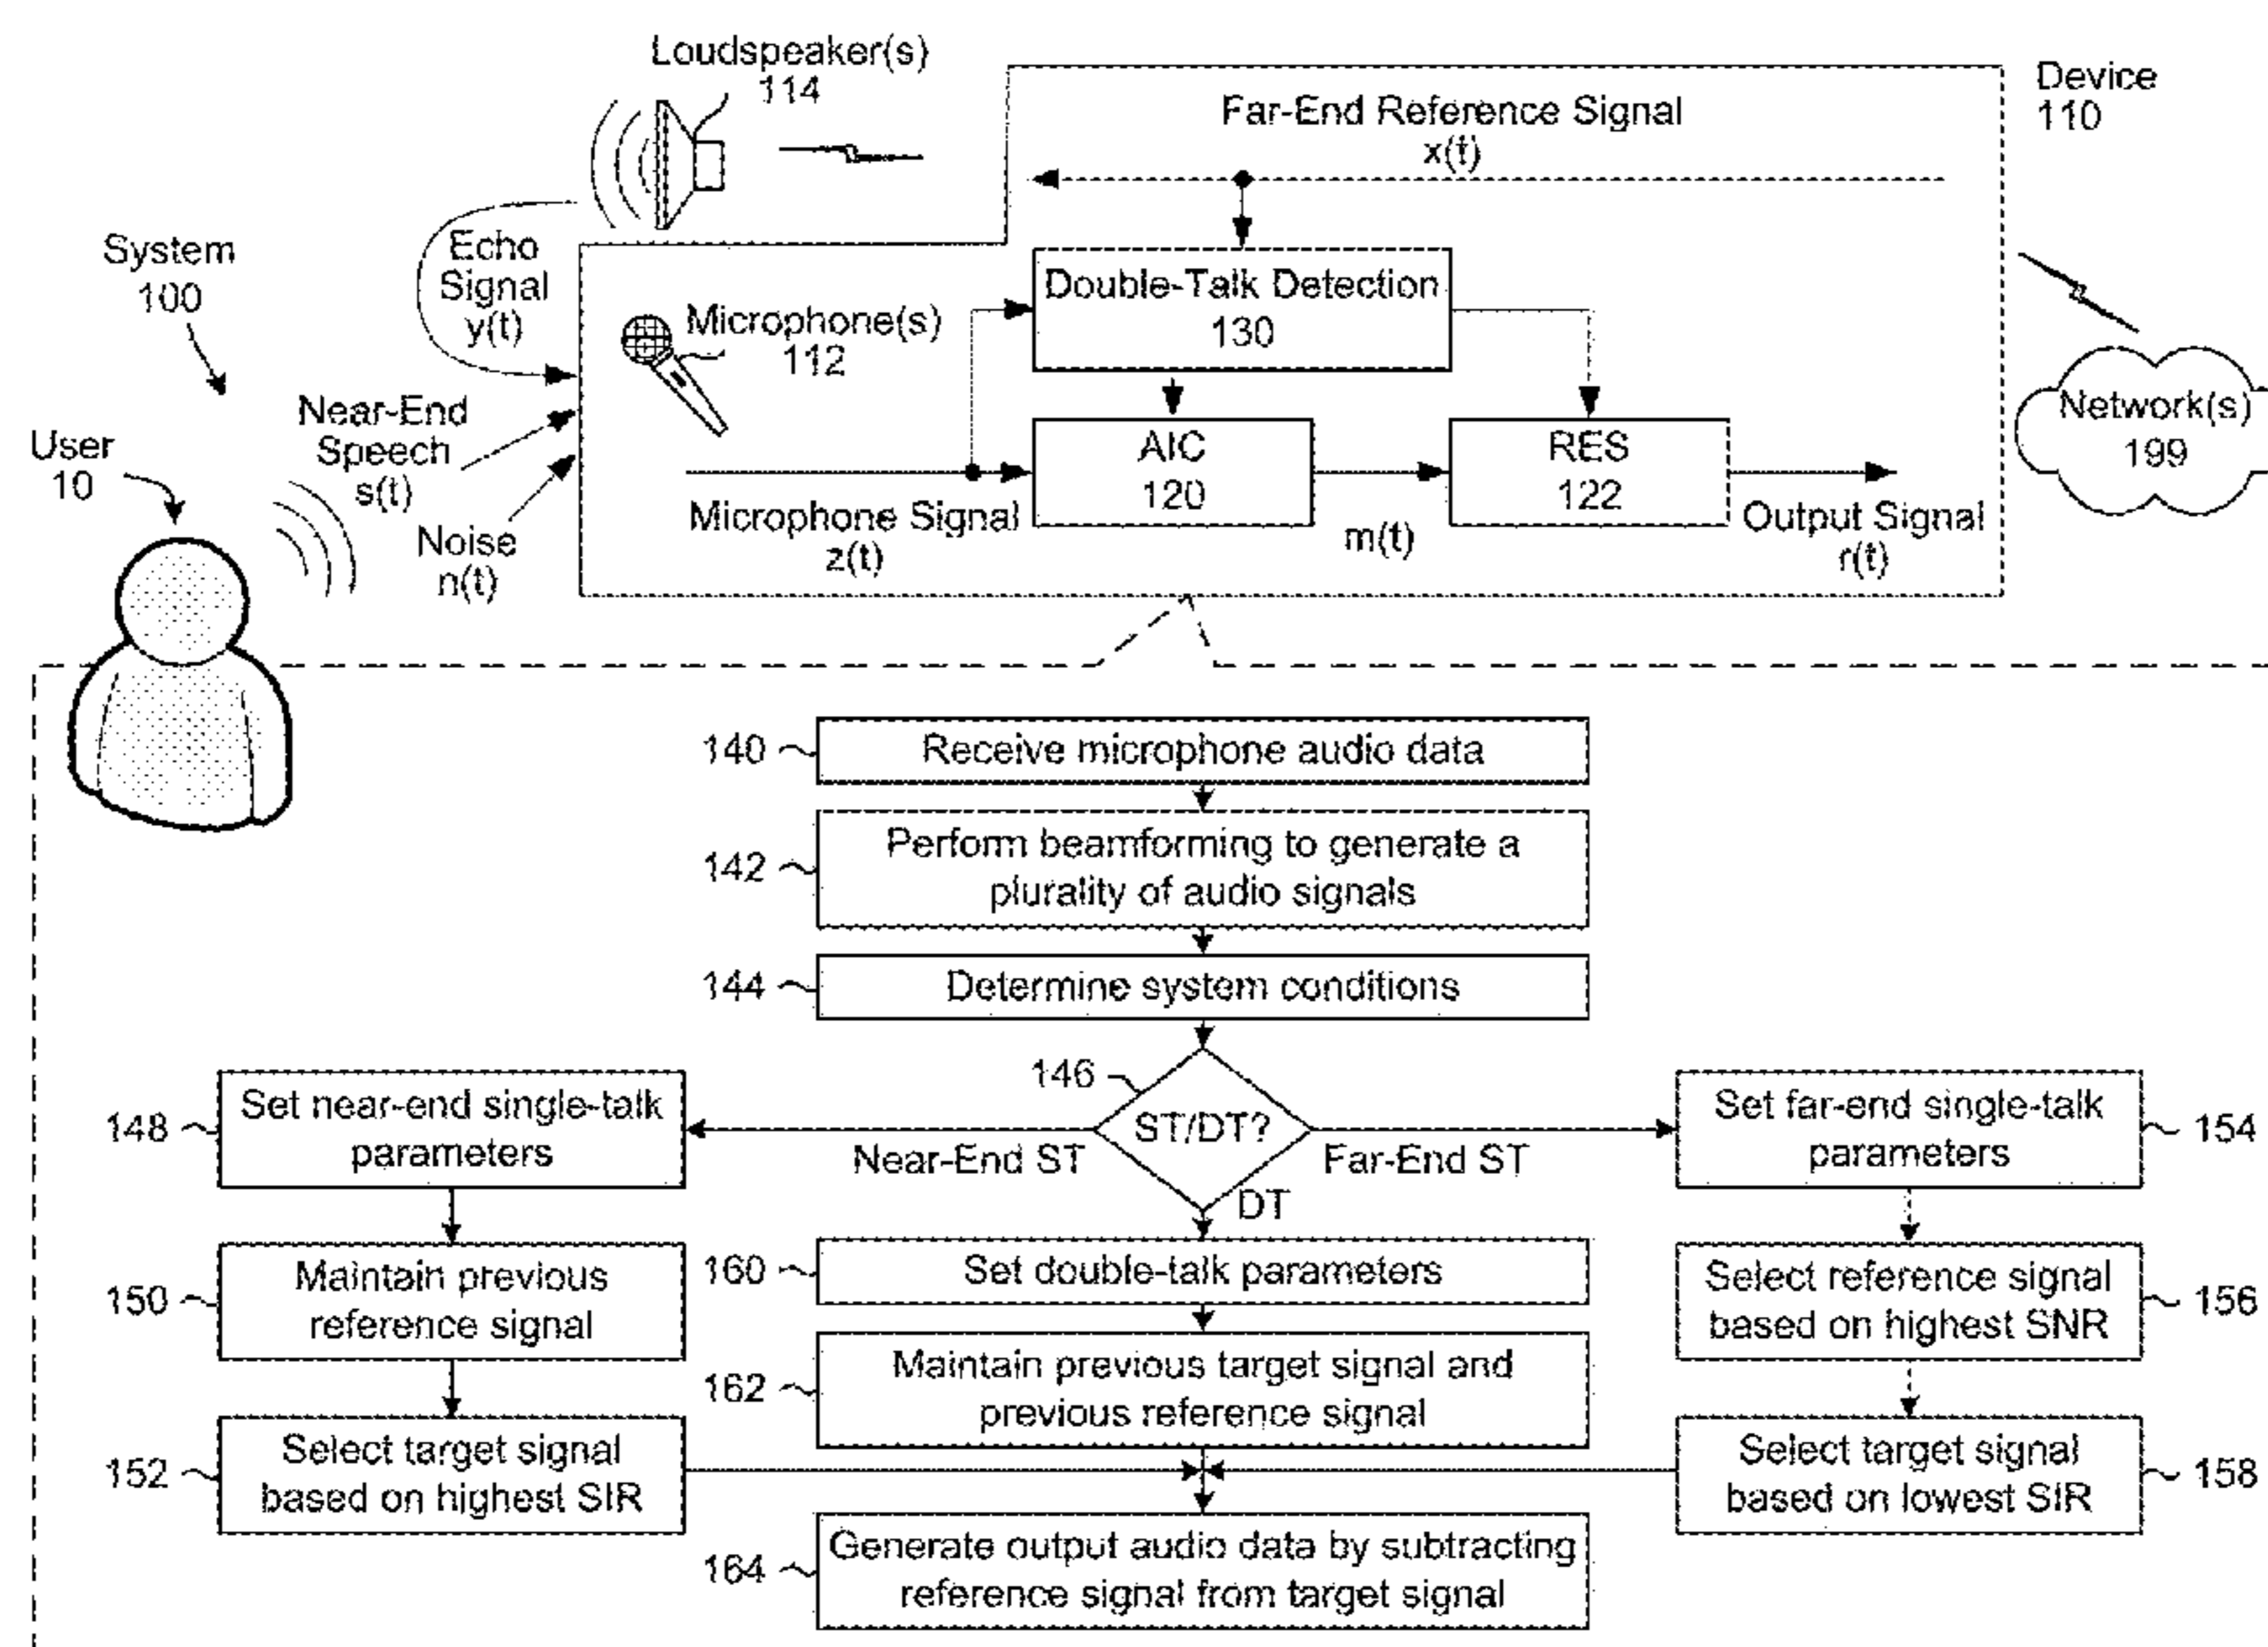 Loudspeaker(s)
114
Device
110
Far-End Reference Signal
x(t)
System
100
Echo
Signal
y(t)
Double-Talk Detection
130
Microphone(s)
112
Near-End
Speech
s(t)
User
10
Noise
n(t)
AIC
120
RES
122
Network(s)
199
Microphone Signal
z(t)
m(t)
Output Signal
r(t)
140
Receive microphone audio data
142
Perform beamforming to generate a
plurality of audio signals
144
Determine system conditions
146
ST/DT?
Near-End ST
Far-End ST
DT
148
Set near-end single-talk
parameters
150
Maintain previous
reference signal
152
Select target signal
based on highest SIR
160
Set double-talk parameters
162
Maintain previous target signal and
previous reference signal
Set far-end single-talk
parameters
154
Select reference signal
based on highest SNR
156
Select target signal
based on lowest SIR
158
164
Generate output audio data by subtracting
reference signal from target signal